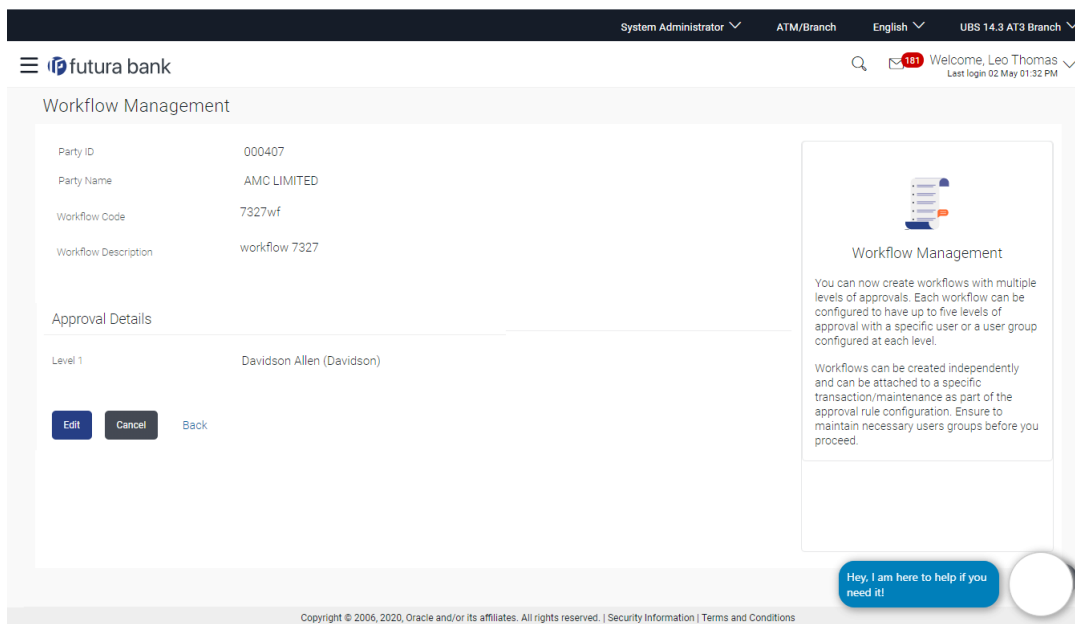 System Administrator ATM/Branch English UBS 14.3 AT3 Branch
futura bank 181 Welcome, Leo Thomas
Last login 02 May 01:32 PM
Workflow Management
Party ID 000407
Party Name AMC LIMITED
Workflow Code 7327wf
Workflow Description workflow 7327
Approval Details
Level 1 Davidson Allen (Davidson)
Edit Cancel Back
Workflow Management
You can now create workflows with multiple
levels of approvals. Each workflow can be
configured to have up to five levels of
approval with a specific user or a user group
configured at each level.
Workflows can be created independently
and can be attached to a specific
transaction/maintenance as part of the
approval rule configuration. Ensure to
maintain necessary users groups before you
proceed.
Hey, I am here to help if you
need it!
Copyright © 2006, 2020, Oracle and/or its affiliates. All rights reserved. | Security Information | Terms and Conditions